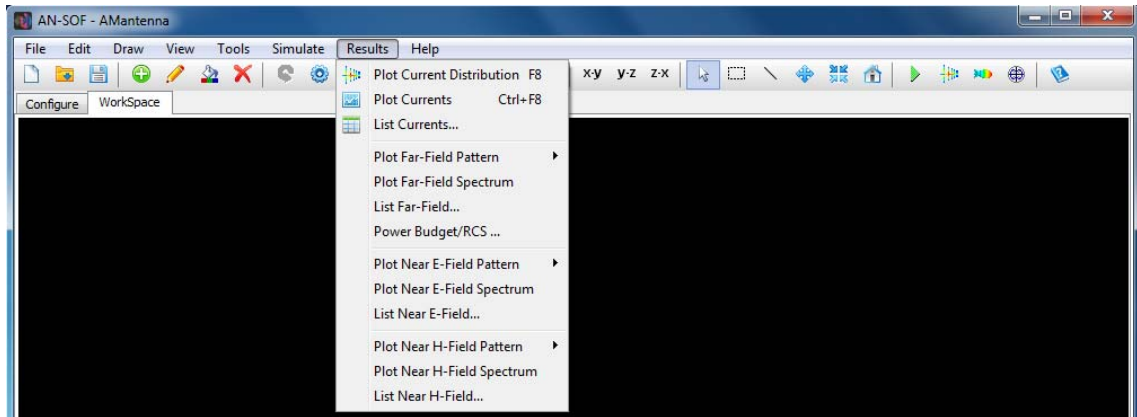 AN-SOF - AMantenna
File Edit Draw View Tools Simulate Results Help
x-y y-z z-x
Configure WorkSpace
Plot Current Distribution F8
Plot Currents Ctrl+F8
List Currents...
Plot Far-Field Pattern
Plot Far-Field Spectrum
List Far-Field...
Power Budget/RCS ...
Plot Near E-Field Pattern
Plot Near E-Field Spectrum
List Near E-Field...
Plot Near H-Field Pattern
Plot Near H-Field Spectrum
List Near H-Field...